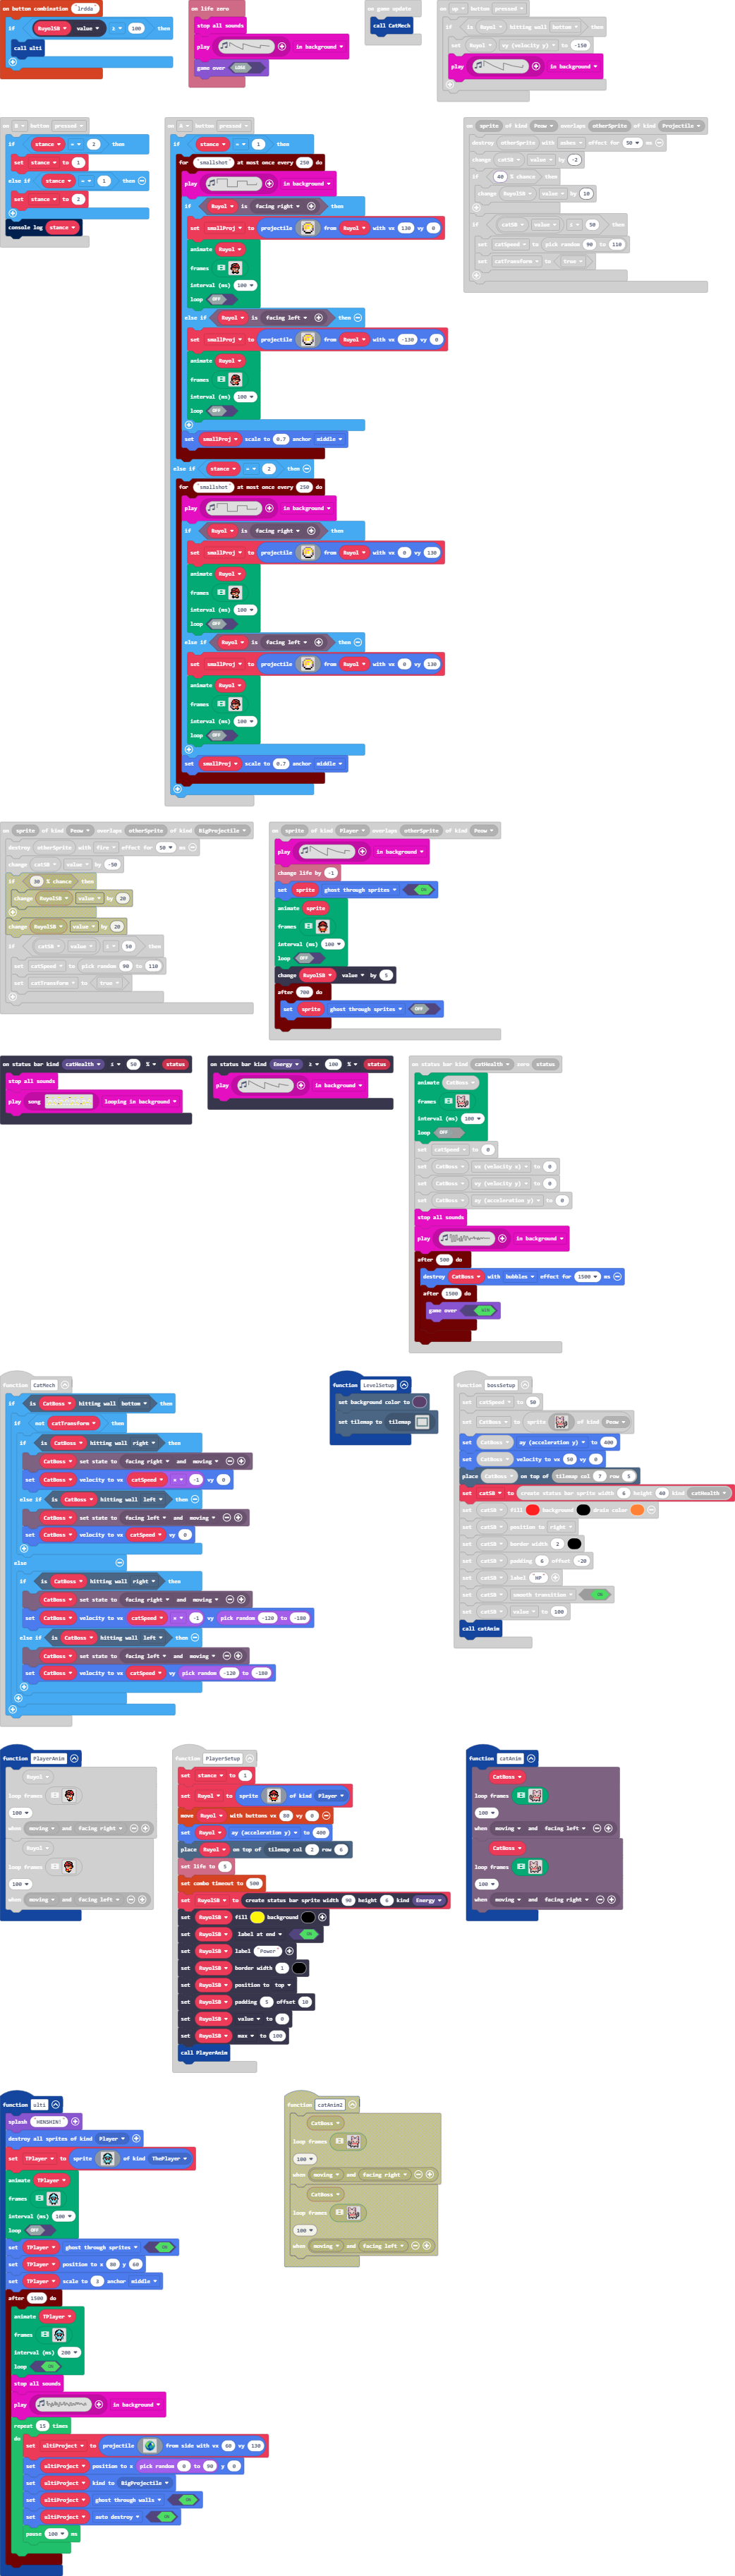 on button combination "lrdda"
if RuyolSB value ≥ 100 then
call ulti
on life zero
stop all sounds
play in background
game over LOSE
on game update
call CatMech
on up button pressed
if is Ruyol hitting wall bottom then
set Ruyol vy (velocity y) to -150
play in background
on B button pressed
if stance = 2 then
set stance to 1
else if stance = 1 then
set stance to 2
console log stance
on A button pressed
if stance = 1 then
for "smallshot" at most once every 250 do
play in background
if Ruyol is facing right then
set smallProj to projectile from Ruyol with vx 130 vy 0
animate Ruyol
frames
interval (ms) 100
loop OFF
else if Ruyol is facing left then
set smallProj to projectile from Ruyol with vx -130 vy 0
animate Ruyol
frames
interval (ms) 100
loop OFF
set smallProj scale to 0.7 anchor middle
else if stance = 2 then
for "smallshot" at most once every 250 do
play in background
if Ruyol is facing right then
set smallProj to projectile from Ruyol with vx 0 vy 130
animate Ruyol
frames
interval (ms) 100
loop OFF
else if Ruyol is facing left then
set smallProj to projectile from Ruyol with vx 0 vy 130
animate Ruyol
frames
interval (ms) 100
loop OFF
set smallProj scale to 0.7 anchor middle
on sprite of kind Peow overlaps otherSprite of kind Projectile
destroy otherSprite with ashes effect for 50 ms
change catSB value by -2
if 40 % chance then
change RuyolSB value by 10
if catSB value ≤ 50 then
set catSpeed to pick random 90 to 110
set catTransform to true
on sprite of kind Peow overlaps otherSprite of kind BigProjectile
destroy otherSprite with fire effect for 50 ms
change catSB value by -50
if 30 % chance then
change RuyolSB value by 20
change RuyolSB value by 20
if catSB value ≤ 50 then
set catSpeed to pick random 90 to 110
set catTransform to true
on sprite of kind Player overlaps otherSprite of kind Peow
play in background
change life by -1
set sprite ghost through sprites ON
animate sprite
frames
interval (ms) 100
loop OFF
change RuyolSB value by 5
after 700 do
set sprite ghost through sprites OFF
on status bar kind catHealth ≤ 50 % status
stop all sounds
play song looping in background
on status bar kind Energy ≥ 100 % status
play in background
on status bar kind catHealth zero status
animate CatBoss
frames
interval (ms) 100
loop OFF
set catSpeed to 0
set CatBoss vx (velocity x) to 0
set CatBoss vy (velocity y) to 0
set CatBoss ay (acceleration y) to 0
stop all sounds
play in background
after 500 do
destroy CatBoss with bubbles effect for 1500 ms
after 1500 do
game over WIN
function CatMech
if is CatBoss hitting wall bottom then
if not catTransform then
if is CatBoss hitting wall right then
CatBoss set state to facing right and moving
set CatBoss velocity to vx catSpeed × -1 vy 0
else if is CatBoss hitting wall left then
CatBoss set state to facing left and moving
set CatBoss velocity to vx catSpeed vy 0
else
if is CatBoss hitting wall right then
CatBoss set state to facing right and moving
set CatBoss velocity to vx catSpeed × -1 vy pick random -120 to -180
else if is CatBoss hitting wall left then
CatBoss set state to facing left and moving
set CatBoss velocity to vx catSpeed vy pick random -120 to -180
function LevelSetup
set background color to
set tilemap to tilemap
function bossSetup
set catSpeed to 50
set CatBoss to sprite of kind Peow
set CatBoss ay (acceleration y) to 400
set CatBoss velocity to vx 50 vy 0
place CatBoss on top of tilemap col 7 row 5
set catSB to create status bar sprite width 6 height 60 kind catHealth
set catSB fill background drain color
set catSB position to right
set catSB border width 2
set catSB padding 6 offset -20
set catSB label "HP"
set catSB smooth transition ON
set catSB value to 100
call catAnim
function PlayerAnim
Ruyol
loop frames
100
when moving and facing right
Ruyol
loop frames
100
when moving and facing left
function PlayerSetup
set stance to 1
set Ruyol to sprite of kind Player
move Ruyol with buttons vx 80 vy 0
set Ruyol ay (acceleration y) to 400
place Ruyol on top of tilemap col 2 row 6
set life to 5
set combo timeout to 500
set RuyolSB to create status bar sprite width 90 height 6 kind Energy
set RuyolSB fill background
set RuyolSB label at end ON
set RuyolSB label "Power"
set RuyolSB border width 1
set RuyolSB position to top
set RuyolSB padding 3 offset 10
set RuyolSB value to 0
set RuyolSB max to 100
call PlayerAnim
function catAnim
CatBoss
loop frames
100
when moving and facing left
CatBoss
loop frames
100
when moving and facing right
function ulti
splash "HENSHIN!"
destroy all sprites of kind Player
set TPlayer to sprite of kind ThePlayer
animate TPlayer
frames
interval (ms) 100
loop OFF
set TPlayer ghost through sprites ON
set TPlayer position to x 80 y 60
set TPlayer scale to 3 anchor middle
after 1500 do
animate TPlayer
frames
interval (ms) 200
loop ON
stop all sounds
play in background
repeat 15 times
do
set ultiProject to projectile from side with vx 60 vy 130
set ultiProject position to x pick random 0 to 90 y 0
set ultiProject kind to BigProjectile
set ultiProject ghost through walls ON
set ultiProject auto destroy ON
pause 100 ms
function catAnim2
CatBoss
loop frames
100
when moving and facing right
CatBoss
loop frames
100
when moving and facing left